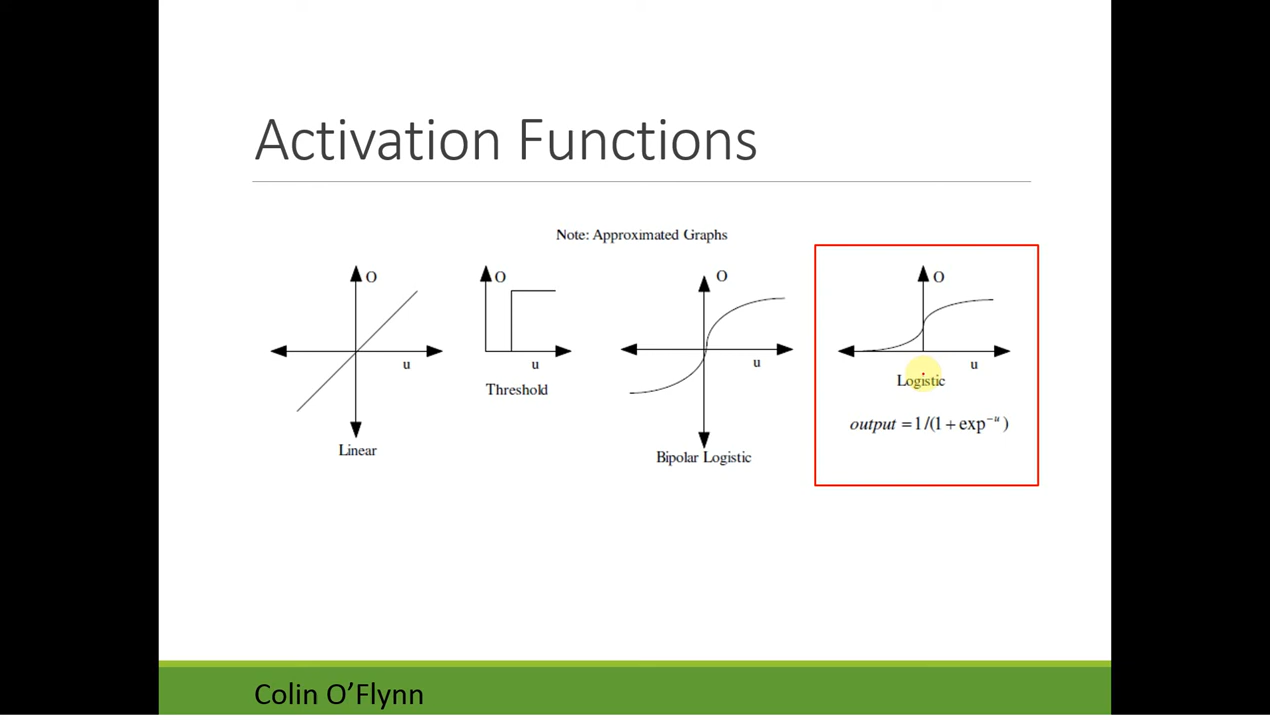 Activation Functions
Note: Approximated Graphs
O
u
Linear
O
u
Threshold
O
u
Bipolar Logistic
O
u
Logistic
output = 1/(1 + exp⁻ᵘ)
Colin O’Flynn